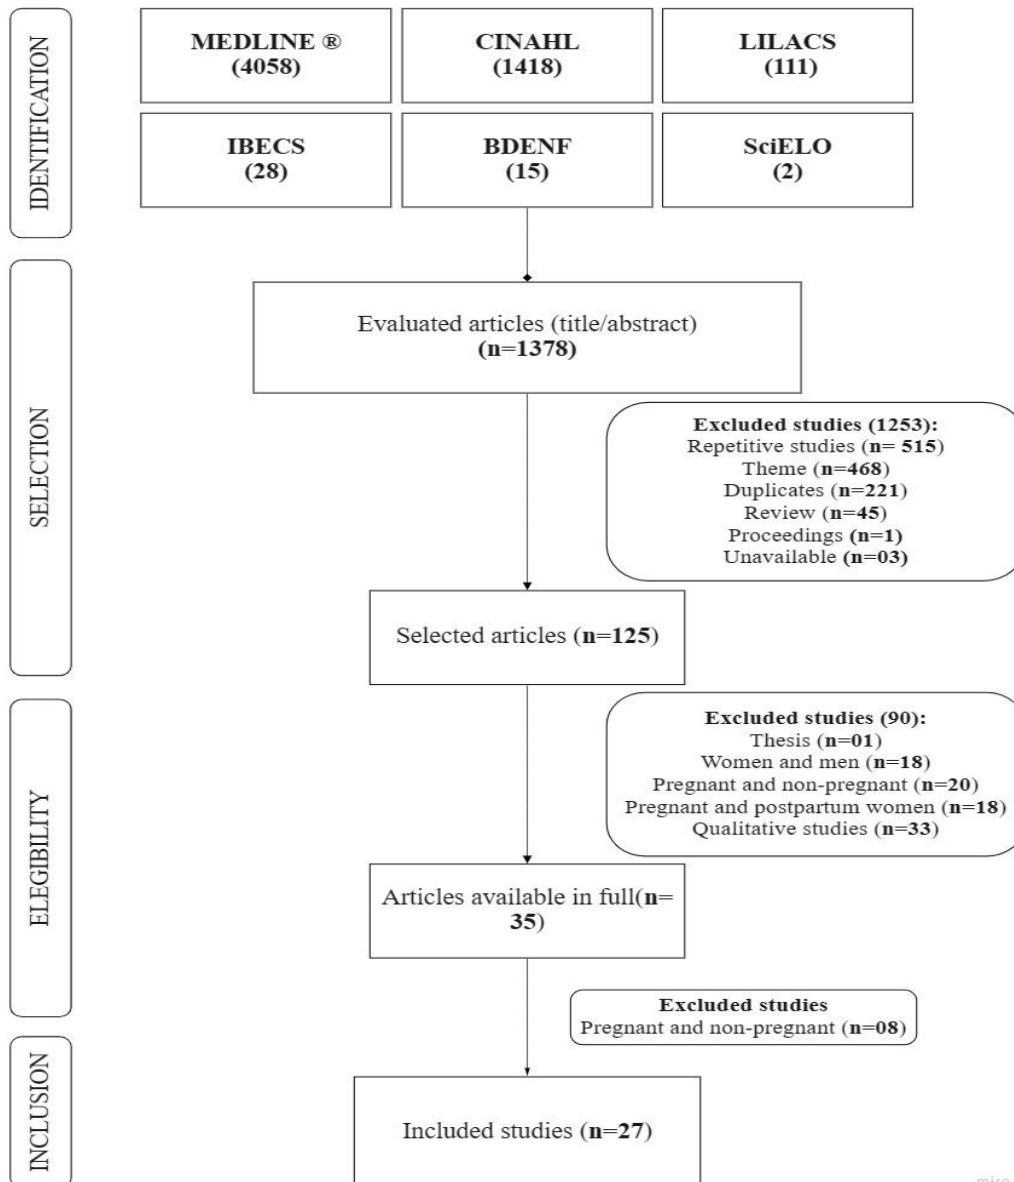 IDENTIFICATION
MEDLINE ®
(4058)
CINAHL
(1418)
LILACS
(111)
IBECS
(28)
BDENF
(15)
SciELO
(2)
SELECTION
Evaluated articles (title/abstract)
(n=1378)
Excluded studies (1253):
Repetitive studies (n= 515)
Theme (n=468)
Duplicates (n=221)
Review (n=45)
Proceedings (n=1)
Unavailable (n=03)
Selected articles (n=125)
ELEGIBILITY
Excluded studies (90):
Thesis (n=01)
Women and men (n=18)
Pregnant and non-pregnant (n=20)
Pregnant and postpartum women (n=18)
Qualitative studies (n=33)
Articles available in full(n=
35)
Excluded studies
Pregnant and non-pregnant (n=08)
INCLUSION
Included studies (n=27)